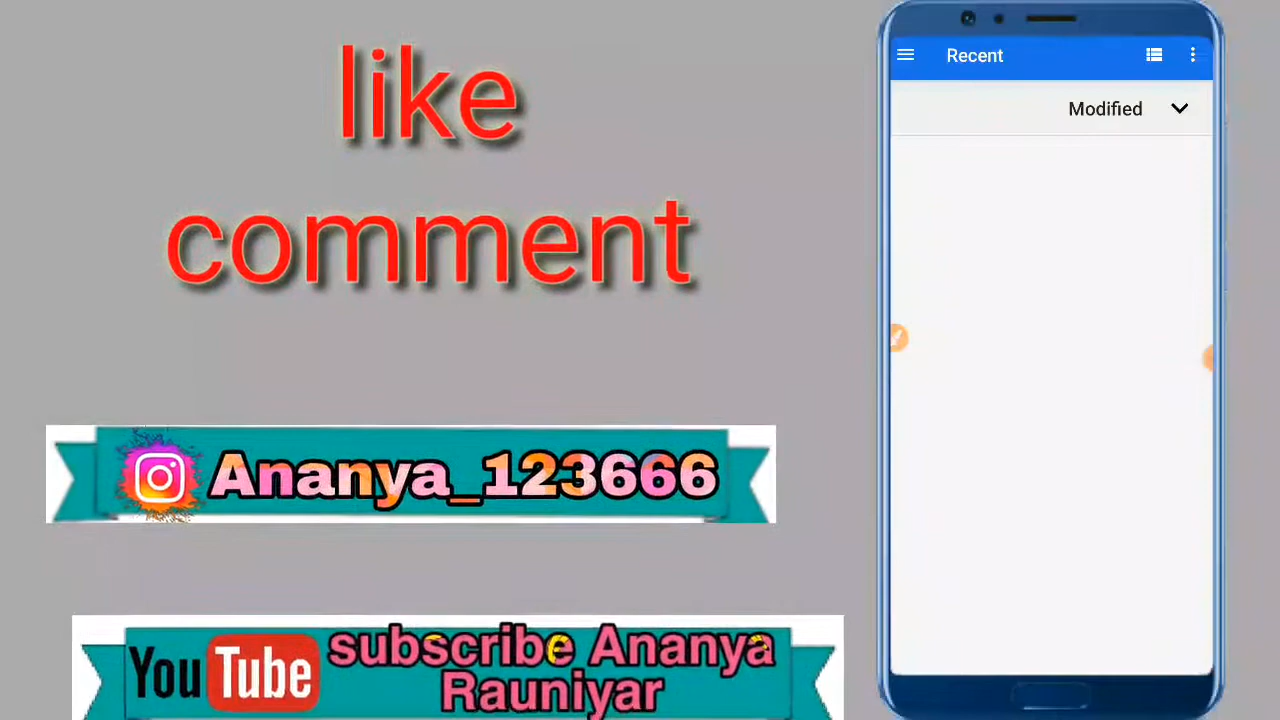 like
comment
Ananya_123666
YouTube
subscribe Ananya
Rauniyar
Recent
Modified